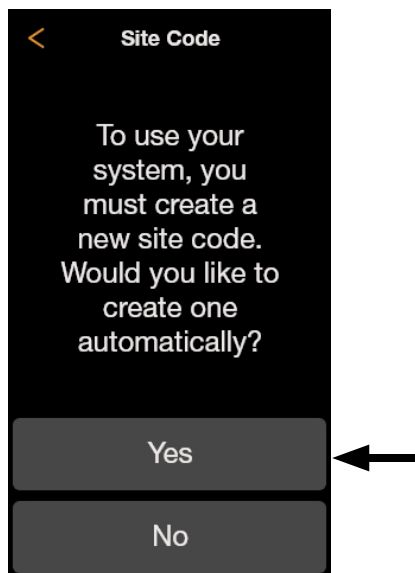 Site Code
To use your
system, you
must create a
new site code.
Would you like to
create one
automatically?
Yes
No